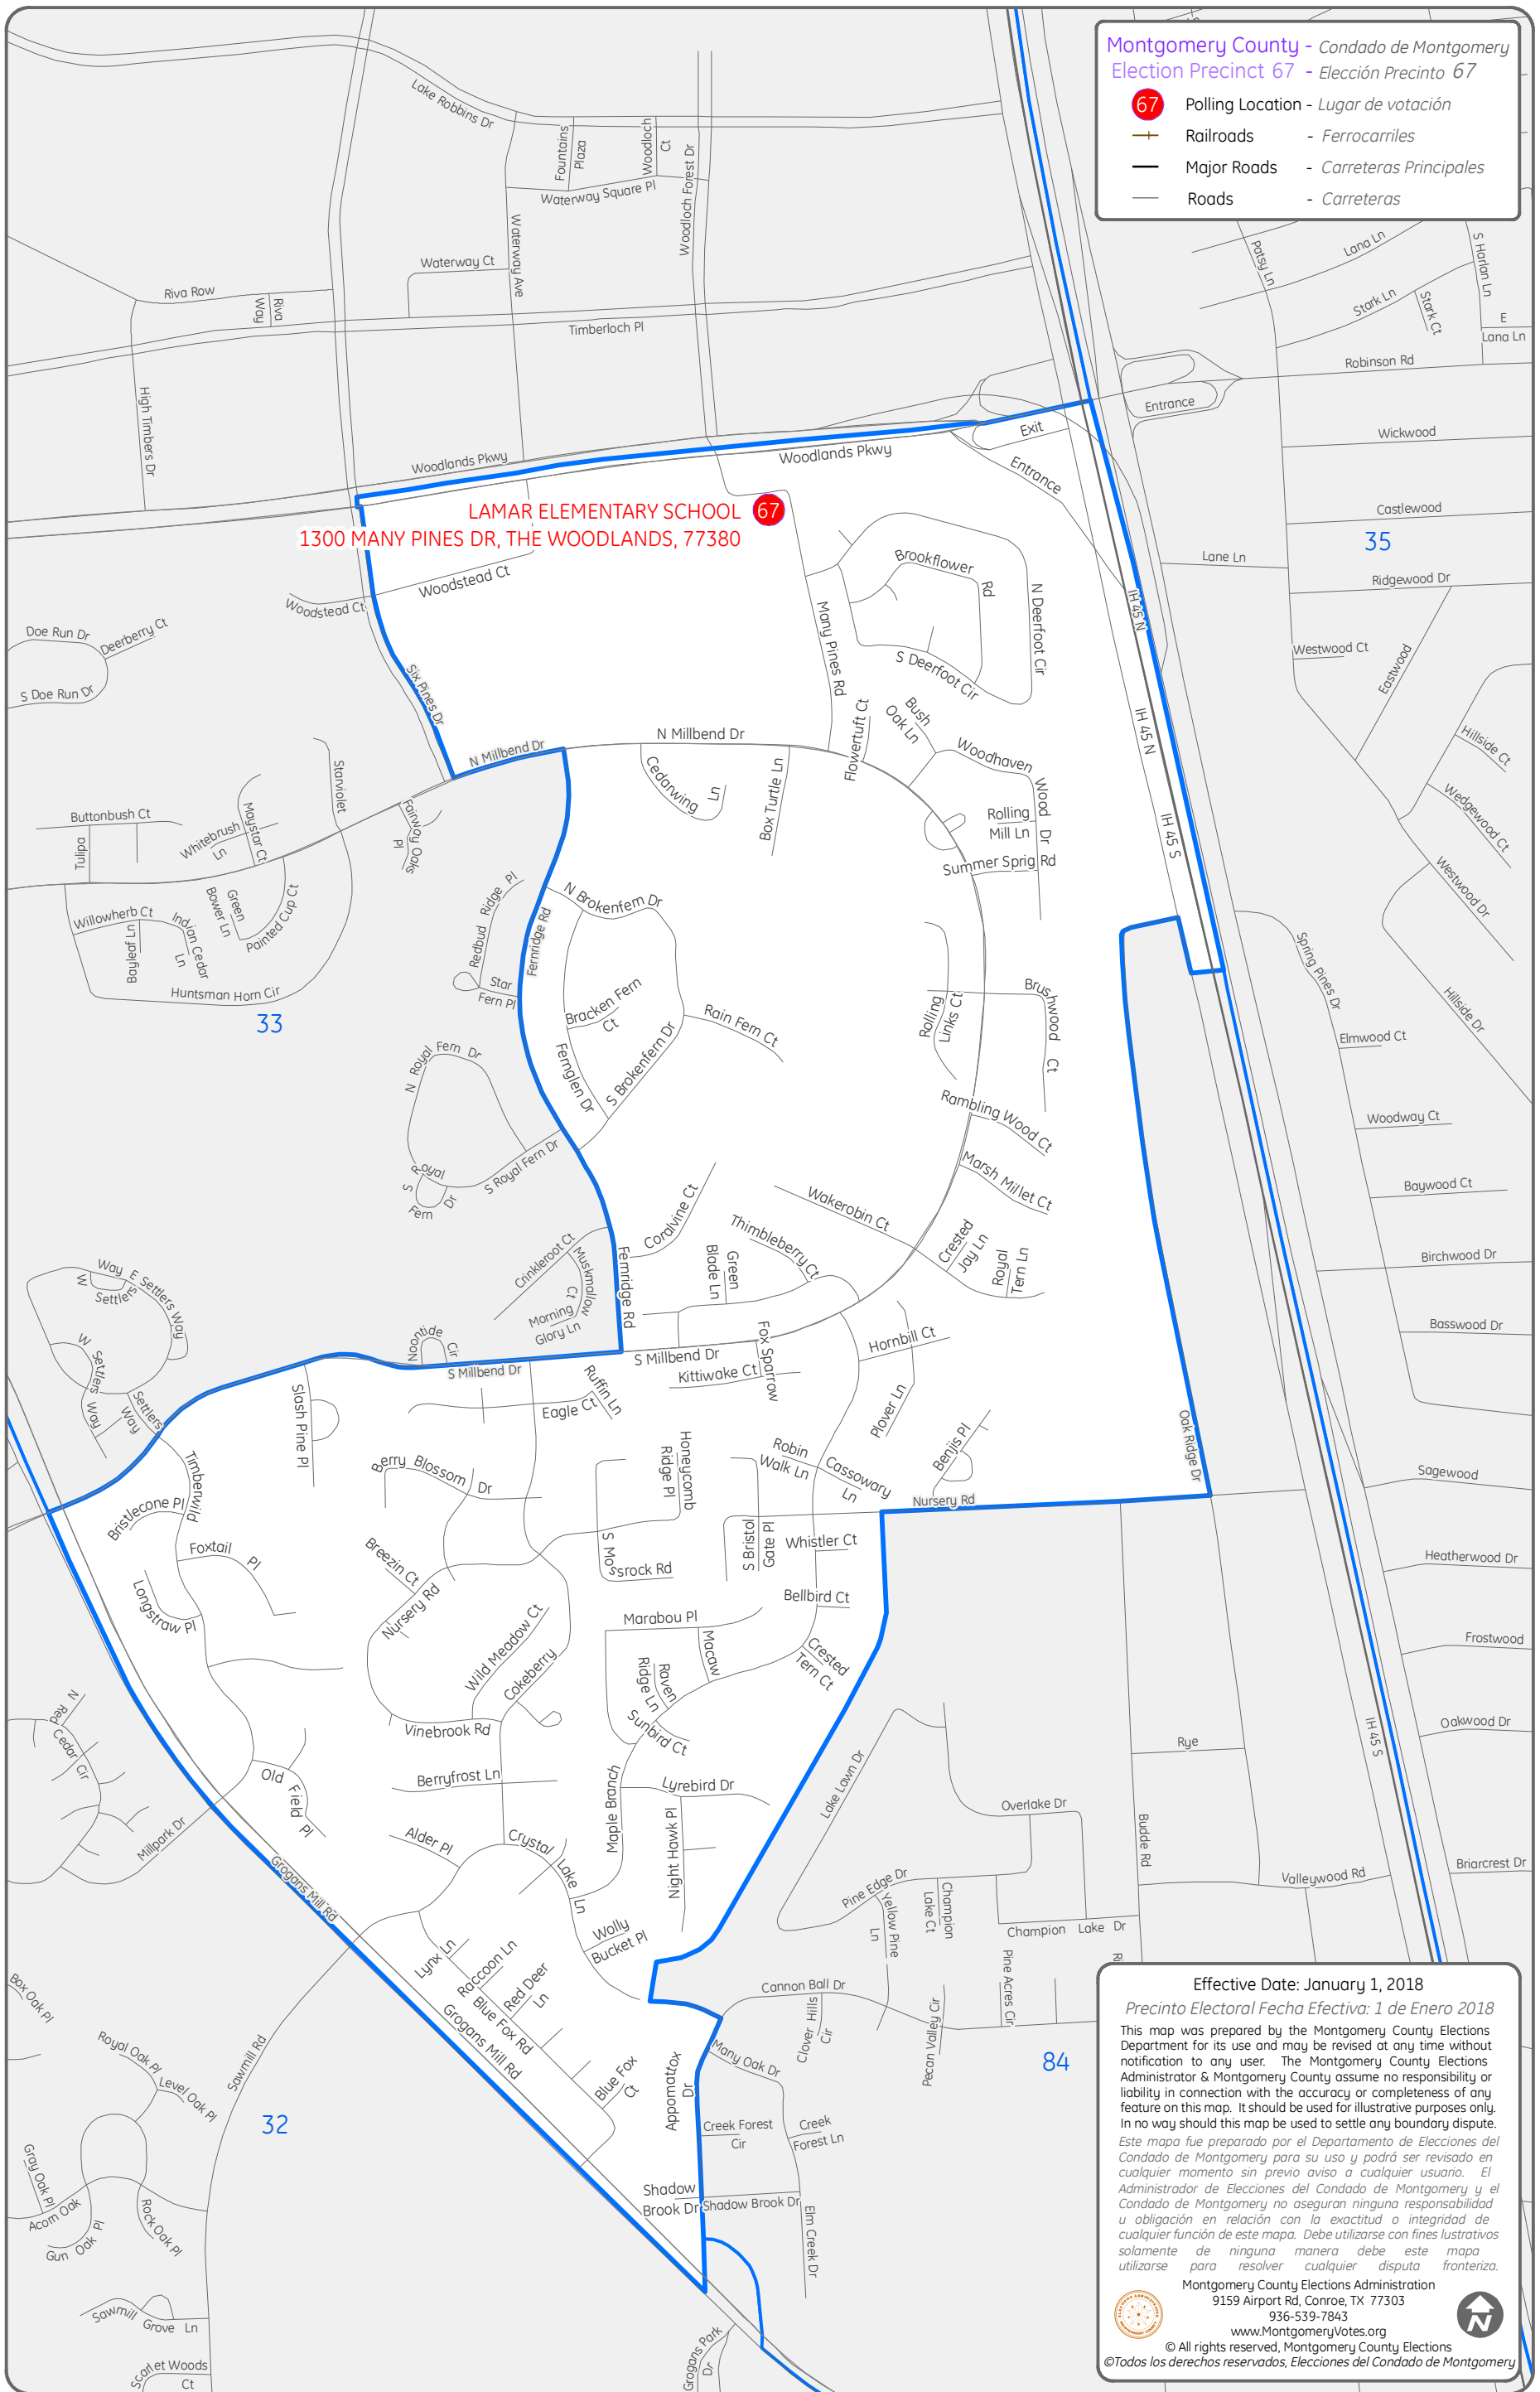 Montgomery County - Condado de Montgomery
Election Precinct 67 - Elección Precinto 67
67 Polling Location - Lugar de votación
Railroads - Ferrocarriles
Major Roads - Carreteras Principales
Roads - Carreteras
Lake Robbins Dr
Fountains Plaza
Woodloch Ct
Woodloch Forest Dr
Waterway Square Pl
Waterway Ave
Waterway Ct
Riva Row
Riva Way
Timberloch Pl
High Timbers Dr
Patsy Ln
Lana Ln
S Harlan Ln
Stark Ln
Stark Ct
E Lana Ln
Robinson Rd
Entrance
Exit
Wickwood
Woodlands Pkwy
Woodlands Pkwy
Entrance
LAMAR ELEMENTARY SCHOOL
67
1300 MANY PINES DR, THE WOODLANDS, 77380
Castlewood
35
Lane Ln
Ridgewood Dr
Woodstead Ct
Woodstead Ct
Brookflower Rd
N Deerfoot Cir
S Deerfoot Cir
Many Pines Rd
IH 45 N
Doe Run Dr
Deerberry Ct
S Doe Run Dr
Six Pines Dr
Westwood Ct
Eastwood
Hillside Ct
Wedgewood Ct
Westwood Dr
Hillside Dr
IH 45 N
IH 45 S
N Millbend Dr
N Millbend Dr
Flowertuft Ct
Bush Oak Ln
Woodhaven Wood Dr
Cedarwing Ln
Box Turtle Ln
Rolling Mill Ln
Summer Sprig Rd
Starviolet
Buttonbush Ct
Tulipa
Whitebrush Ln
Maystar Ct
Fairway Oaks Pl
Willowherb Ct
Bayleaf Ln
Indian Cedar Ln
Green Bower Ln
Painted Cup Ct
Huntsman Horn Cir
33
Redbud Ridge Pl
Fernridge Rd
Star Fern Pl
N Brokenfern Dr
Bracken Fern Ct
Fernglen Dr
S Brokenfern Dr
Rain Fern Ct
Rolling Links Ct
Brushwood Ct
Spring Pines Dr
Elmwood Ct
Woodway Ct
Baywood Ct
Birchwood Dr
Basswood Dr
N Royal Fern Dr
S Royal Fern Dr
S Royal Fern Dr
Rambling Wood Ct
Marsh Millet Ct
Wakerobin Ct
Crested Jay Ln
Royal Tern Ln
Coralvine Ct
Thimbleberry Ct
Green Blade Ln
Crinkleroot Ct
Muskmallow Ct
Morning Glory Ln
Fernridge Rd
Way E Settlers Way
W Settlers
W Settlers Way
Settlers Way
Noontide Cir
S Millbend Dr
S Millbend Dr
Kittiwake Ct
Fox Sparrow
Hornbill Ct
Plover Ln
Ruffin Ln
Eagle Ct
Slash Pine Pl
Timberwild
Berry Blossom Dr
Honeycomb Ridge Pl
Robin Walk Ln
Cassowary Ln
Benjis Pl
Nursery Rd
Oak Ridge Dr
Sagewood
Bristlecone Pl
Foxtail Pl
Longstraw Pl
Breezin Ct
Nursery Rd
S Mossrock Rd
S Bristol Gate Pl
Whistler Ct
Bellbird Ct
Heatherwood Dr
Frostwood
Oakwood Dr
Marabou Pl
Macaw
Raven Ridge Ln
Crested Tern Ct
Sunbird Ct
Wild Meadow Ct
Cokeberry
Vinebrook Rd
N Red Cedar Cir
Old Field Pl
Millpark Dr
Berryfrost Ln
Alder Pl
Crystal Lake Ln
Maple Branch
Lyrebird Dr
Night Hawk Pl
Lake Lawn Dr
Rye
Overlake Dr
Budde Rd
IH 45 S
Valleywood Rd
Briarcrest Dr
Grogans Mill Rd
Pine Edge Dr
Yellow Pine Ln
Champion Lake Ct
Champion Lake Dr
Wolly Bucket Pl
Lynx Ln
Raccoon Ln
Red Deer Ln
Blue Fox Rd
Grogans Mill Rd
Blue Fox Ct
Cannon Ball Dr
Clover Hills Cir
Pecan Valley Cir
Pine Acres Cir
Ri
84
Box Oak Pl
Royal Oak Pl
Level Oak Pl
Sawmill Rd
32
Gray Oak Pl
Acorn Oak
Gun Oak Pl
Rock Oak Pl
Sawmill Grove Ln
Scarlet Woods Ct
Many Oak Dr
Appomattox Dr
Creek Forest Cir
Creek Forest Ln
Shadow Brook Dr
Shadow Brook Dr
Elm Creek Dr
Grogans Park Dr
Effective Date: January 1, 2018
Precinto Electoral Fecha Efectiva: 1 de Enero 2018
This map was prepared by the Montgomery County Elections
Department for its use and may be revised at any time without
notification to any user. The Montgomery County Elections
Administrator & Montgomery County assume no responsibility or
liability in connection with the accuracy or completeness of any
feature on this map. It should be used for illustrative purposes only.
In no way should this map be used to settle any boundary dispute.
Este mapa fue preparado por el Departamento de Elecciones del
Condado de Montgomery para su uso y podrá ser revisado en
cualquier momento sin previo aviso a cualquier usuario. El
Administrador de Elecciones del Condado de Montgomery y el
Condado de Montgomery no aseguran ninguna responsabilidad
u obligación en relación con la exactitud o integridad de
cualquier función de este mapa. Debe utilizarse con fines lustrativos
solamente de ninguna manera debe este mapa
utilizarse para resolver cualquier disputa fronteriza.
Montgomery County Elections Administration
9159 Airport Rd, Conroe, TX 77303
936-539-7843
www.MontgomeryVotes.org
© All rights reserved, Montgomery County Elections
©Todos los derechos reservados, Elecciones del Condado de Montgomery
N